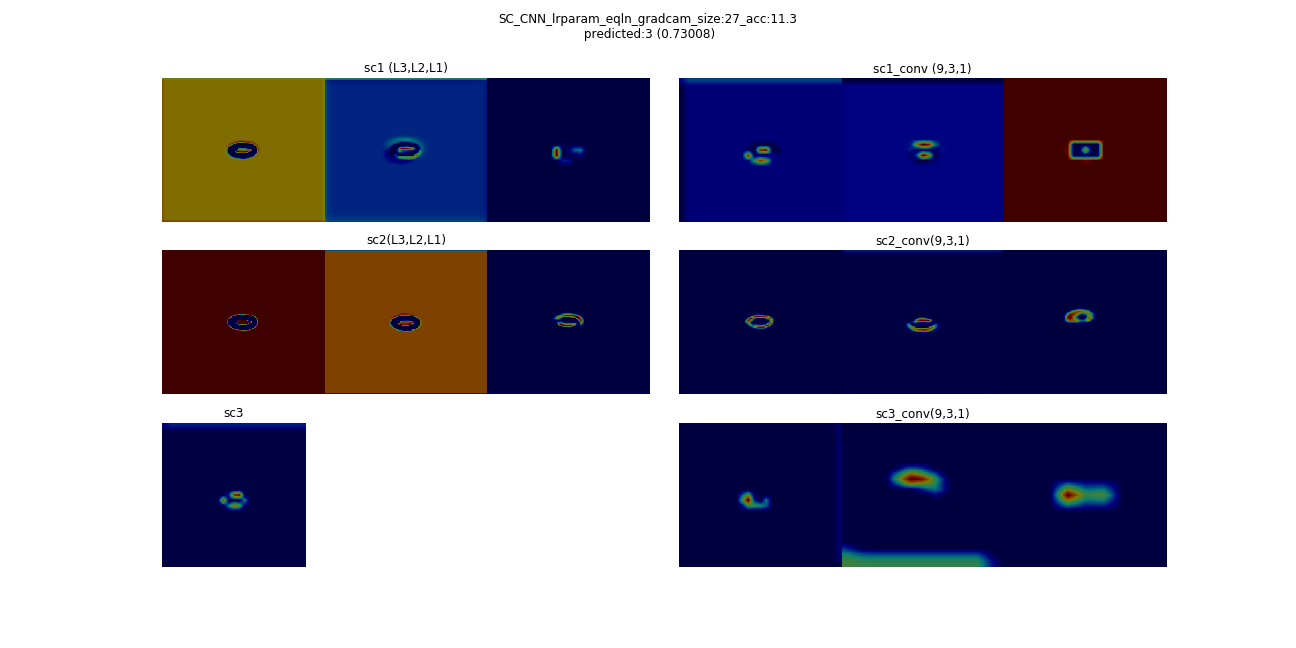 SC_CNN_lrparam_eqln_gradcam_size:27_acc:11.3
predicted:3 (0.73008)
sc1 (L3,L2,L1)
sc1_conv (9,3,1)
sc2(L3,L2,L1)
sc2_conv(9,3,1)
sc3
sc3_conv(9,3,1)